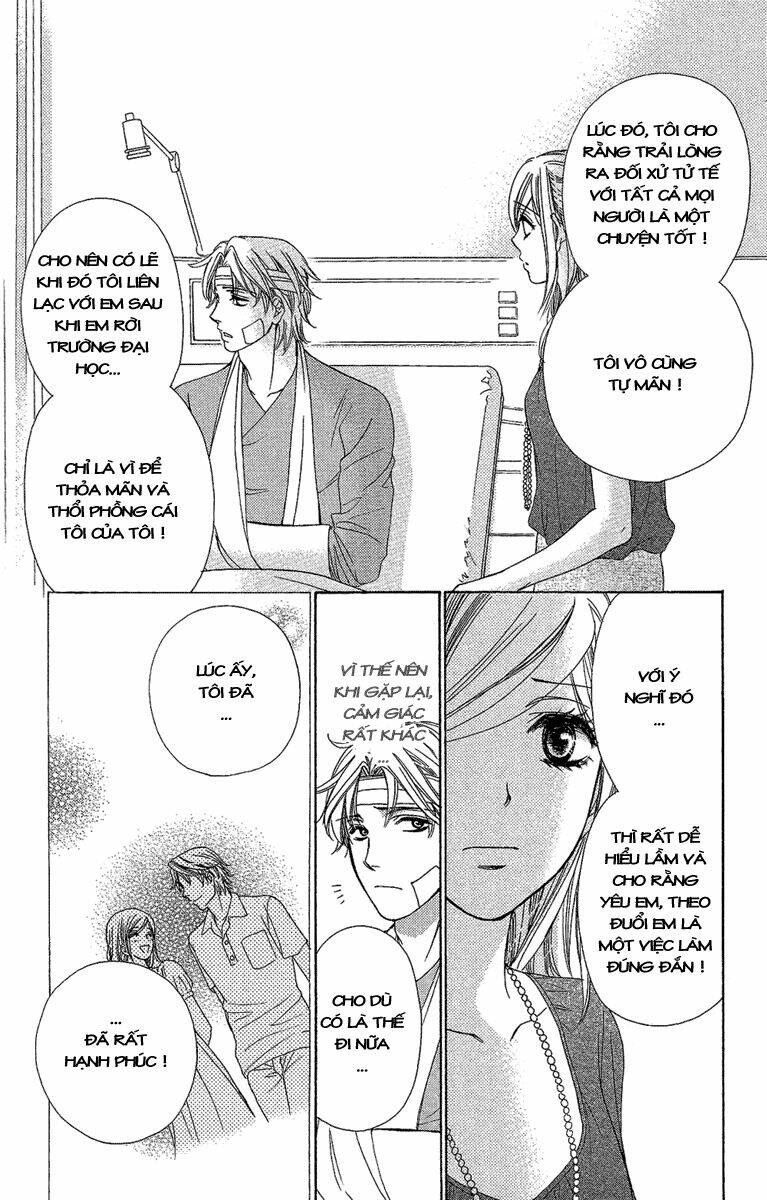 LÚC ĐÓ, TÔI CHO
RẰNG TRẢI LÒNG
RA ĐỐI XỬ TỬ TẾ
VỚI TẤT CẢ MỌI
NGƯỜI LÀ MỘT
CHUYỆN TỐT !
TÔI VÔ CÙNG
TỰ MÃN !
CHO NÊN CÓ LẼ
KHI ĐÓ TÔI LIÊN
LẠC VỚI EM SAU
KHI EM RỜI
TRƯỜNG ĐẠI
HỌC...
CHỈ LÀ VÌ ĐỂ
THỎA MÃN VÀ
THỔI PHỒNG CÁI
TÔI CỦA TÔI !
VỚI Ý
NGHĨ ĐÓ
...
THÌ RẤT DỄ
HIỂU LẦM VÀ
CHO RẰNG
YÊU EM, THEO
ĐUỔI EM LÀ
MỘT VIỆC LÀM
ĐÚNG ĐẮN !
VÌ THẾ NÊN
KHI GẶP LẠI,
CẢM GIÁC
RẤT KHÁC
...
CHO DÙ
CÓ LÀ THẾ
ĐI NỮA
...
LÚC ẤY,
TÔI ĐÃ
...
...
ĐÃ RẤT
HẠNH PHÚC !